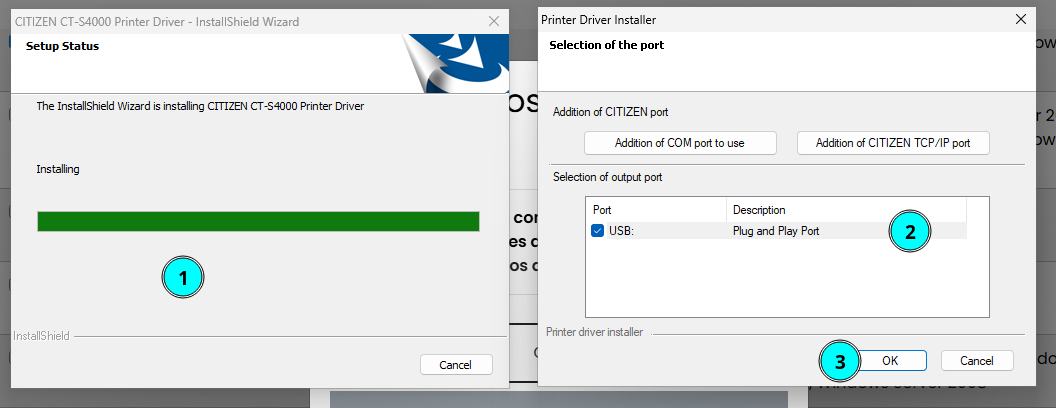 CITIZEN CT-S4000 Printer Driver - InstallShield Wizard
Setup Status
The InstallShield Wizard is installing CITIZEN CT-S4000 Printer Driver
Installing
1
InstallShield
Cancel
Printer Driver Installer
Selection of the port
Addition of CITIZEN port
Addition of COM port to use
Addition of CITIZEN TCP/IP port
Selection of output port
Port Description
USB: Plug and Play Port
2
Printer driver installer
3
OK
Cancel